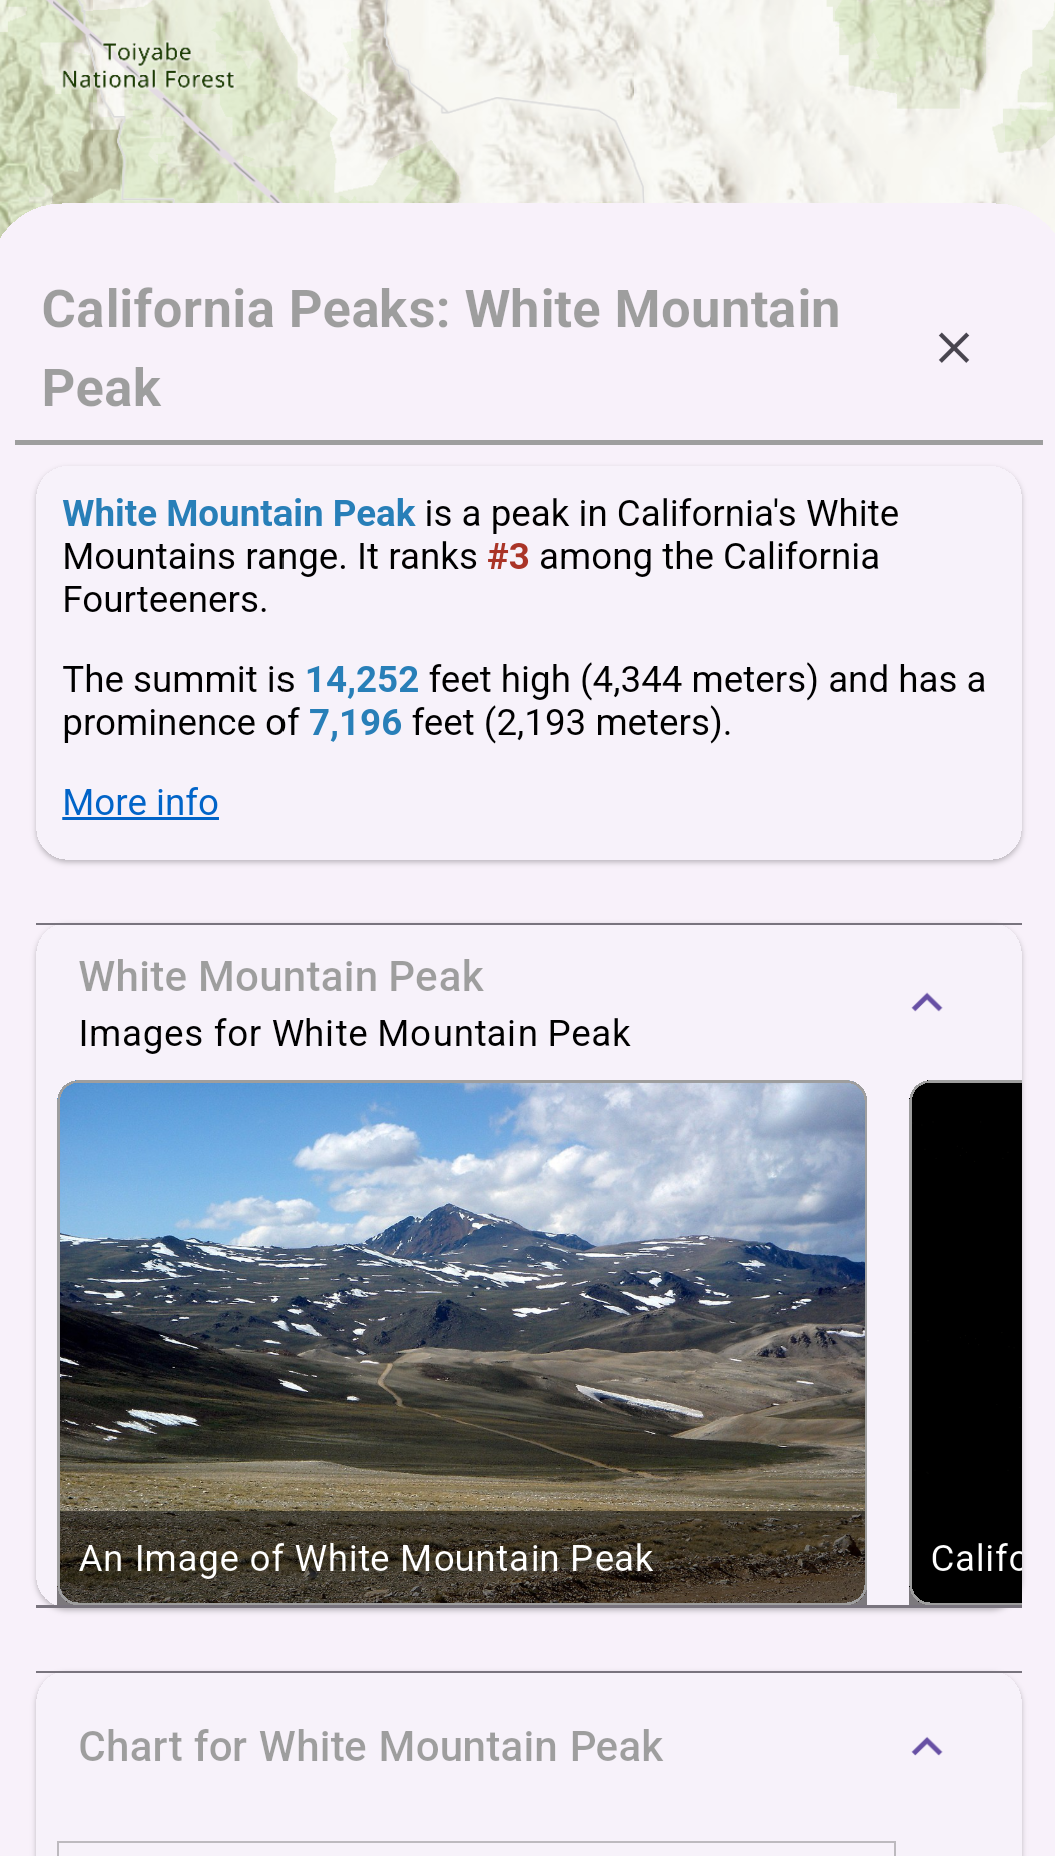 Toiyabe
National Forest
California Peaks: White Mountain
Peak
White Mountain Peak is a peak in California's White
Mountains range. It ranks #3 among the California
Fourteeners.
The summit is 14,252 feet high (4,344 meters) and has a
prominence of 7,196 feet (2,193 meters).
More info
White Mountain Peak
Images for White Mountain Peak
An Image of White Mountain Peak
Califo
Chart for White Mountain Peak